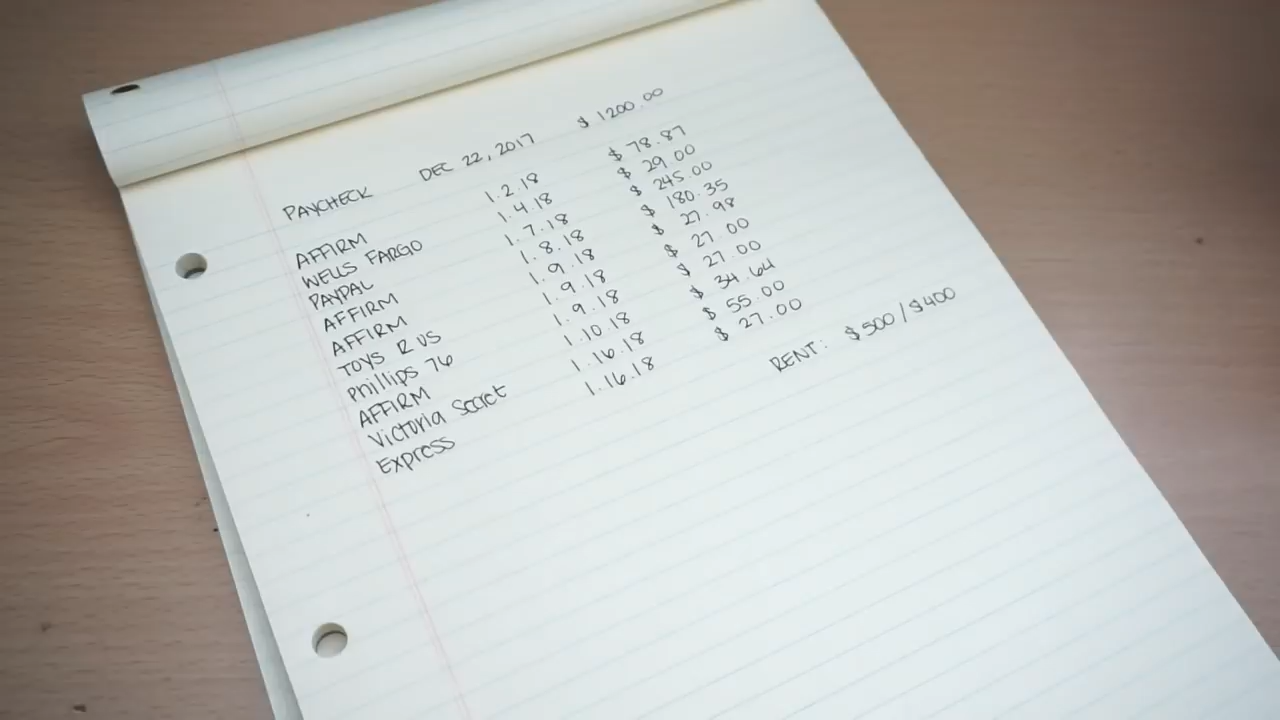 PAYCHECK DEC 22, 2017 $ 1200.00
AFFIRM 1.2.18 $ 78.87
WELLS FARGO 1.4.18 $ 29.00
PAYPAL 1.7.18 $ 245.00
AFFIRM 1.8.18 $ 180.35
AFFIRM 1.9.18 $ 27.98
TOYS R US 1.9.18 $ 27.00
Phillips 76 1.9.18 $ 27.00
AFFIRM 1.10.18 $ 34.64
Victoria Secret 1.16.18 $ 55.00
Express 1.16.18 $ 27.00
RENT: $500/$400